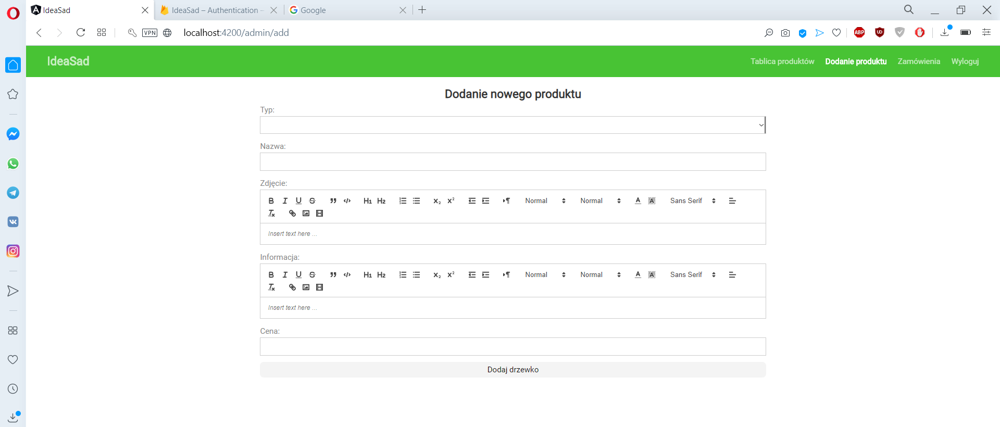 IdeaSad
IdeaSad – Authentication –
Google
VPN
localhost:4200/admin/add
ABP
IdeaSad
Tablica produktów
Dodanie produktu
Zamówienia
Wyloguj
Dodanie nowego produktu
Typ:
Nazwa:
Zdjęcie:
B I U S H1 H2 x2 x2 Normal Normal A A Sans Serif
Tx
Insert text here ...
Informacja:
B I U S H1 H2 x2 x2 Normal Normal A A Sans Serif
Tx
Insert text here ...
Cena:
Dodaj drzewko